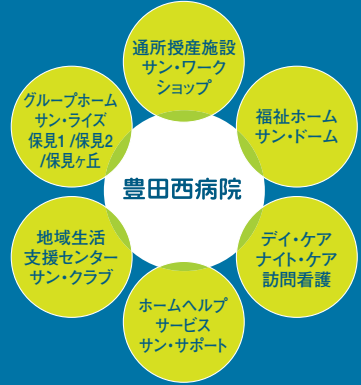 通所授産施設
サン・ワーク
ショップ
グループホーム
サン・ライズ
保見1/保見2
/保見ヶ丘
福祉ホーム
サン・ドーム
豊田西病院
地域生活
支援センター
サン・クラブ
デイ・ケア
ナイト・ケア
訪問看護
ホームヘルプ
サービス
サン・サポート